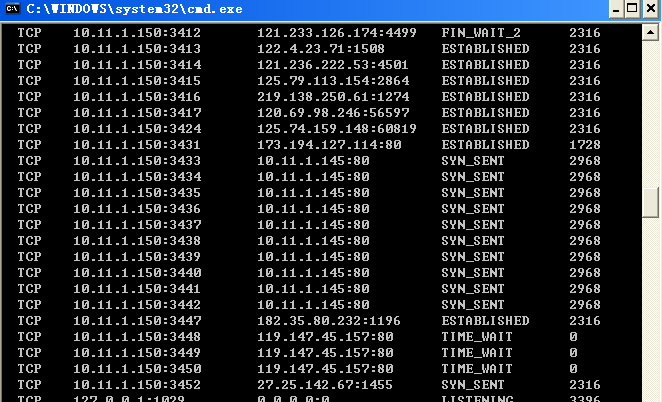 C:\WINDOWS\system32\cmd.exe
TCP 10.11.1.150:3412 121.233.126.174:4499 FIN_WAIT_2 2316
TCP 10.11.1.150:3413 122.4.23.71:1508 ESTABLISHED 2316
TCP 10.11.1.150:3414 121.236.222.53:4501 ESTABLISHED 2316
TCP 10.11.1.150:3415 125.79.113.154:2864 ESTABLISHED 2316
TCP 10.11.1.150:3416 219.138.250.61:1274 ESTABLISHED 2316
TCP 10.11.1.150:3417 120.69.98.246:56597 ESTABLISHED 2316
TCP 10.11.1.150:3424 125.74.159.148:60819 ESTABLISHED 2316
TCP 10.11.1.150:3431 173.194.127.114:80 ESTABLISHED 1728
TCP 10.11.1.150:3433 10.11.1.145:80 SYN_SENT 2968
TCP 10.11.1.150:3434 10.11.1.145:80 SYN_SENT 2968
TCP 10.11.1.150:3435 10.11.1.145:80 SYN_SENT 2968
TCP 10.11.1.150:3436 10.11.1.145:80 SYN_SENT 2968
TCP 10.11.1.150:3437 10.11.1.145:80 SYN_SENT 2968
TCP 10.11.1.150:3438 10.11.1.145:80 SYN_SENT 2968
TCP 10.11.1.150:3439 10.11.1.145:80 SYN_SENT 2968
TCP 10.11.1.150:3440 10.11.1.145:80 SYN_SENT 2968
TCP 10.11.1.150:3441 10.11.1.145:80 SYN_SENT 2968
TCP 10.11.1.150:3442 10.11.1.145:80 SYN_SENT 2968
TCP 10.11.1.150:3447 182.35.80.232:1196 ESTABLISHED 2316
TCP 10.11.1.150:3448 119.147.45.157:80 TIME_WAIT 0
TCP 10.11.1.150:3449 119.147.45.157:80 TIME_WAIT 0
TCP 10.11.1.150:3450 119.147.45.157:80 TIME_WAIT 0
TCP 10.11.1.150:3452 27.25.142.67:1455 SYN_SENT 2316
TCP 127.0.0.1:1029 0.0.0.0:0 LISTENING 3396